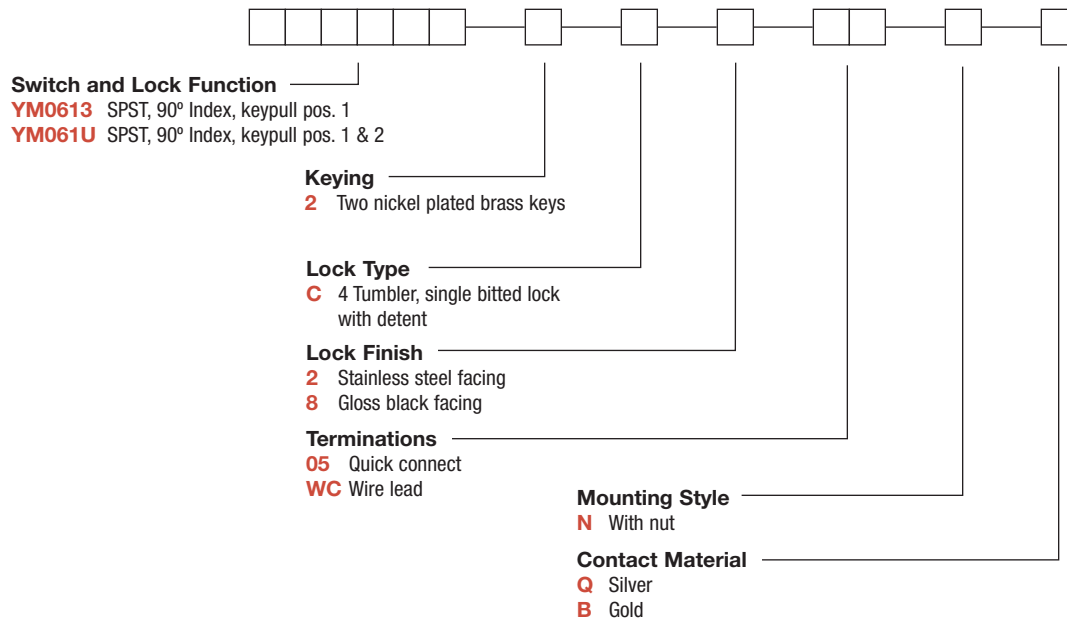 Switch and Lock Function
YM0613 SPST, 90º Index, keypull pos. 1
YM061U SPST, 90º Index, keypull pos. 1 & 2
Keying
2 Two nickel plated brass keys
Lock Type
C 4 Tumbler, single bitted lock
with detent
Lock Finish
2 Stainless steel facing
8 Gloss black facing
Terminations
05 Quick connect
WC Wire lead
Mounting Style
N With nut
Contact Material
Q Silver
B Gold